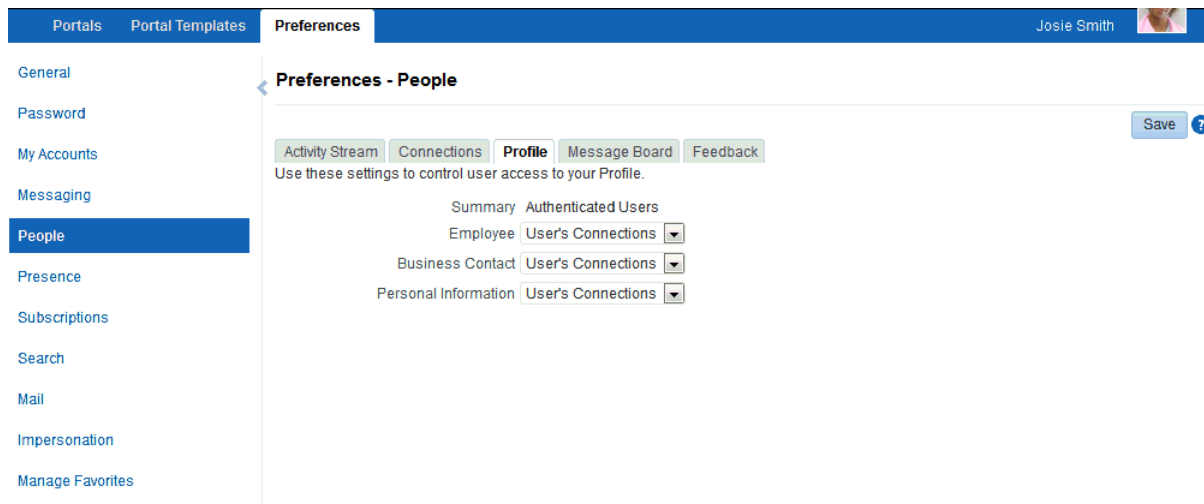 Portals Portal Templates Preferences Josie Smith
General
Password
My Accounts
Messaging
People
Presence
Subscriptions
Search
Mail
Impersonation
Manage Favorites
Preferences - People
Save ?
Activity Stream Connections Profile Message Board Feedback
Use these settings to control user access to your Profile.
Summary Authenticated Users
Employee User's Connections
Business Contact User's Connections
Personal Information User's Connections